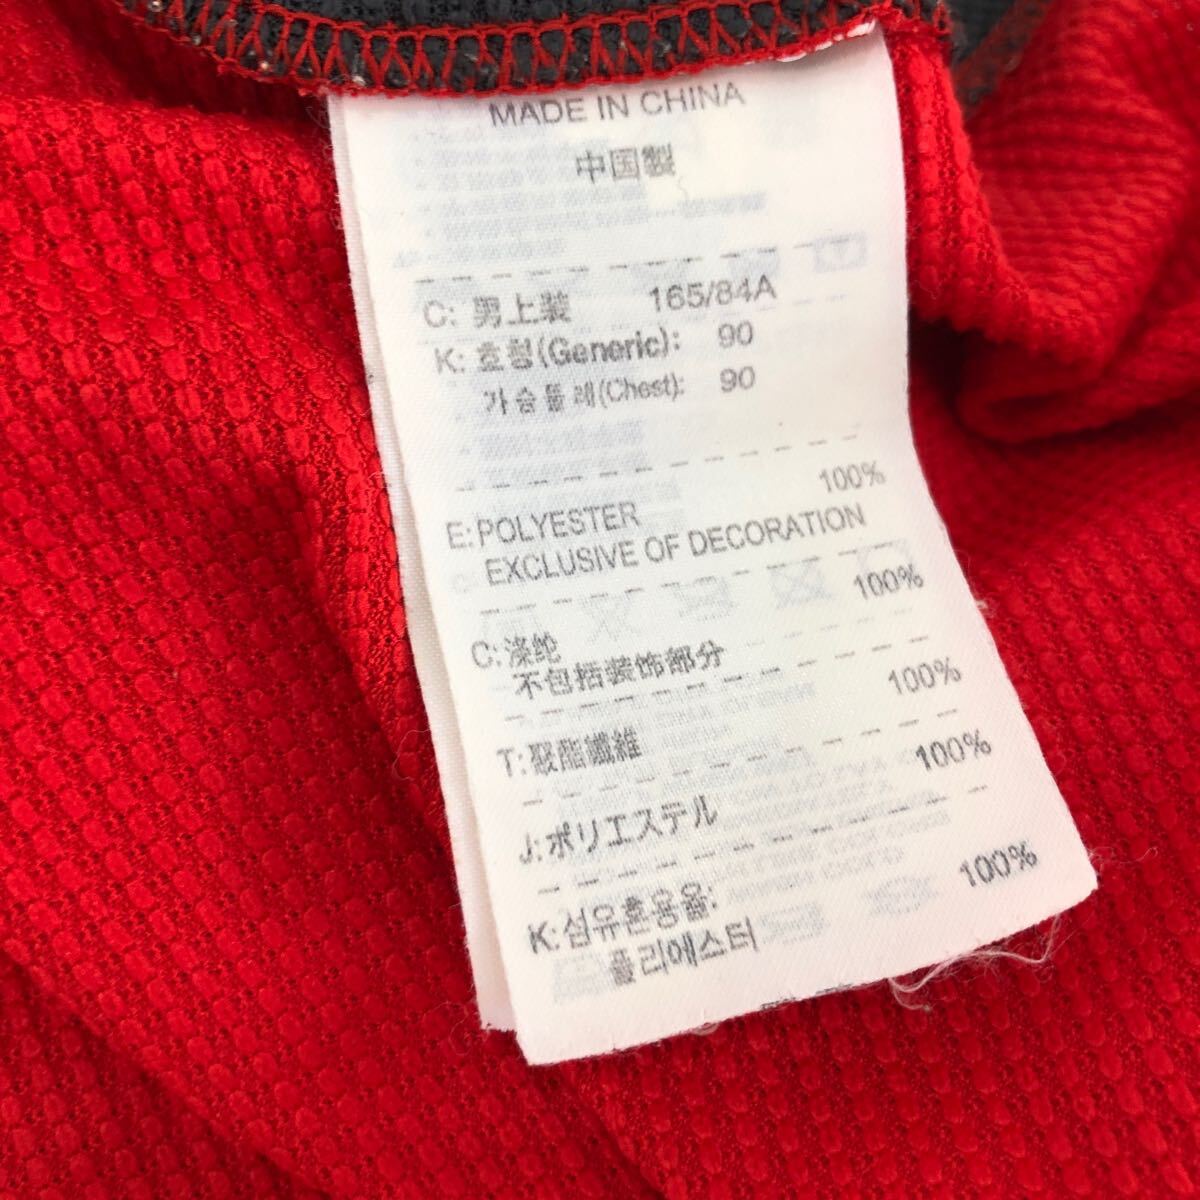 MADE IN CHINA
中国製
C: 男上装 165/84A
K: 호칭(Generic): 90
가슴둘레(Chest): 90
E: POLYESTER 100%
EXCLUSIVE OF DECORATION
C: 涤纶 100%
不包括装饰部分
T: 聚酯纖維 100%
J: ポリエステル 100%
K: 섬유혼용율: 100%
폴리에스터